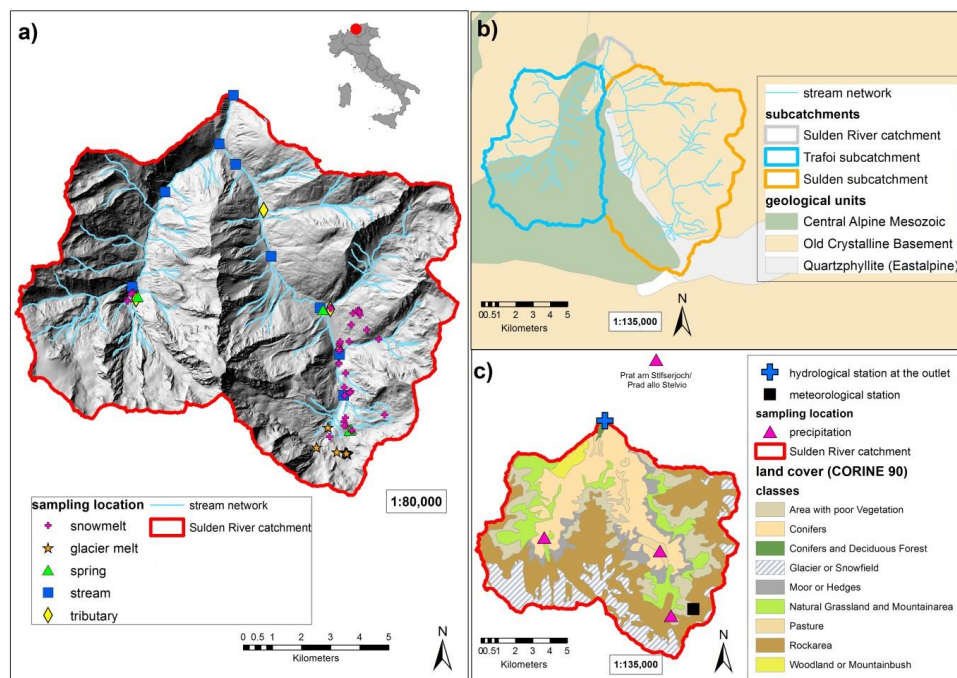 a)
sampling location
stream network
snowmelt
Sulden River catchment
glacier melt
spring
stream
tributary
1:80,000
0 0.5 1 2 3 4 5
Kilometers
N
b)
stream network
subcatchments
Sulden River catchment
Trafoi subcatchment
Sulden subcatchment
geological units
Central Alpine Mesozoic
Old Crystalline Basement
Quartzphyllite (Eastalpine)
00.51 2 3 4 5
Kilometers
1:135,000
N
c)
Prat am Stlfserjoch/
Prad allo Stelvio
hydrological station at the outlet
meteorological station
sampling location
precipitation
Sulden River catchment
land cover (CORINE 90)
classes
Area with poor Vegetation
Conifers
Conifers and Deciduous Forest
Glacier or Snowfield
Moor or Hedges
Natural Grassland and Mountainarea
Pasture
Rockarea
Woodland or Mountainbush
00.51 2 3 4 5
Kilometers
1:135,000
N